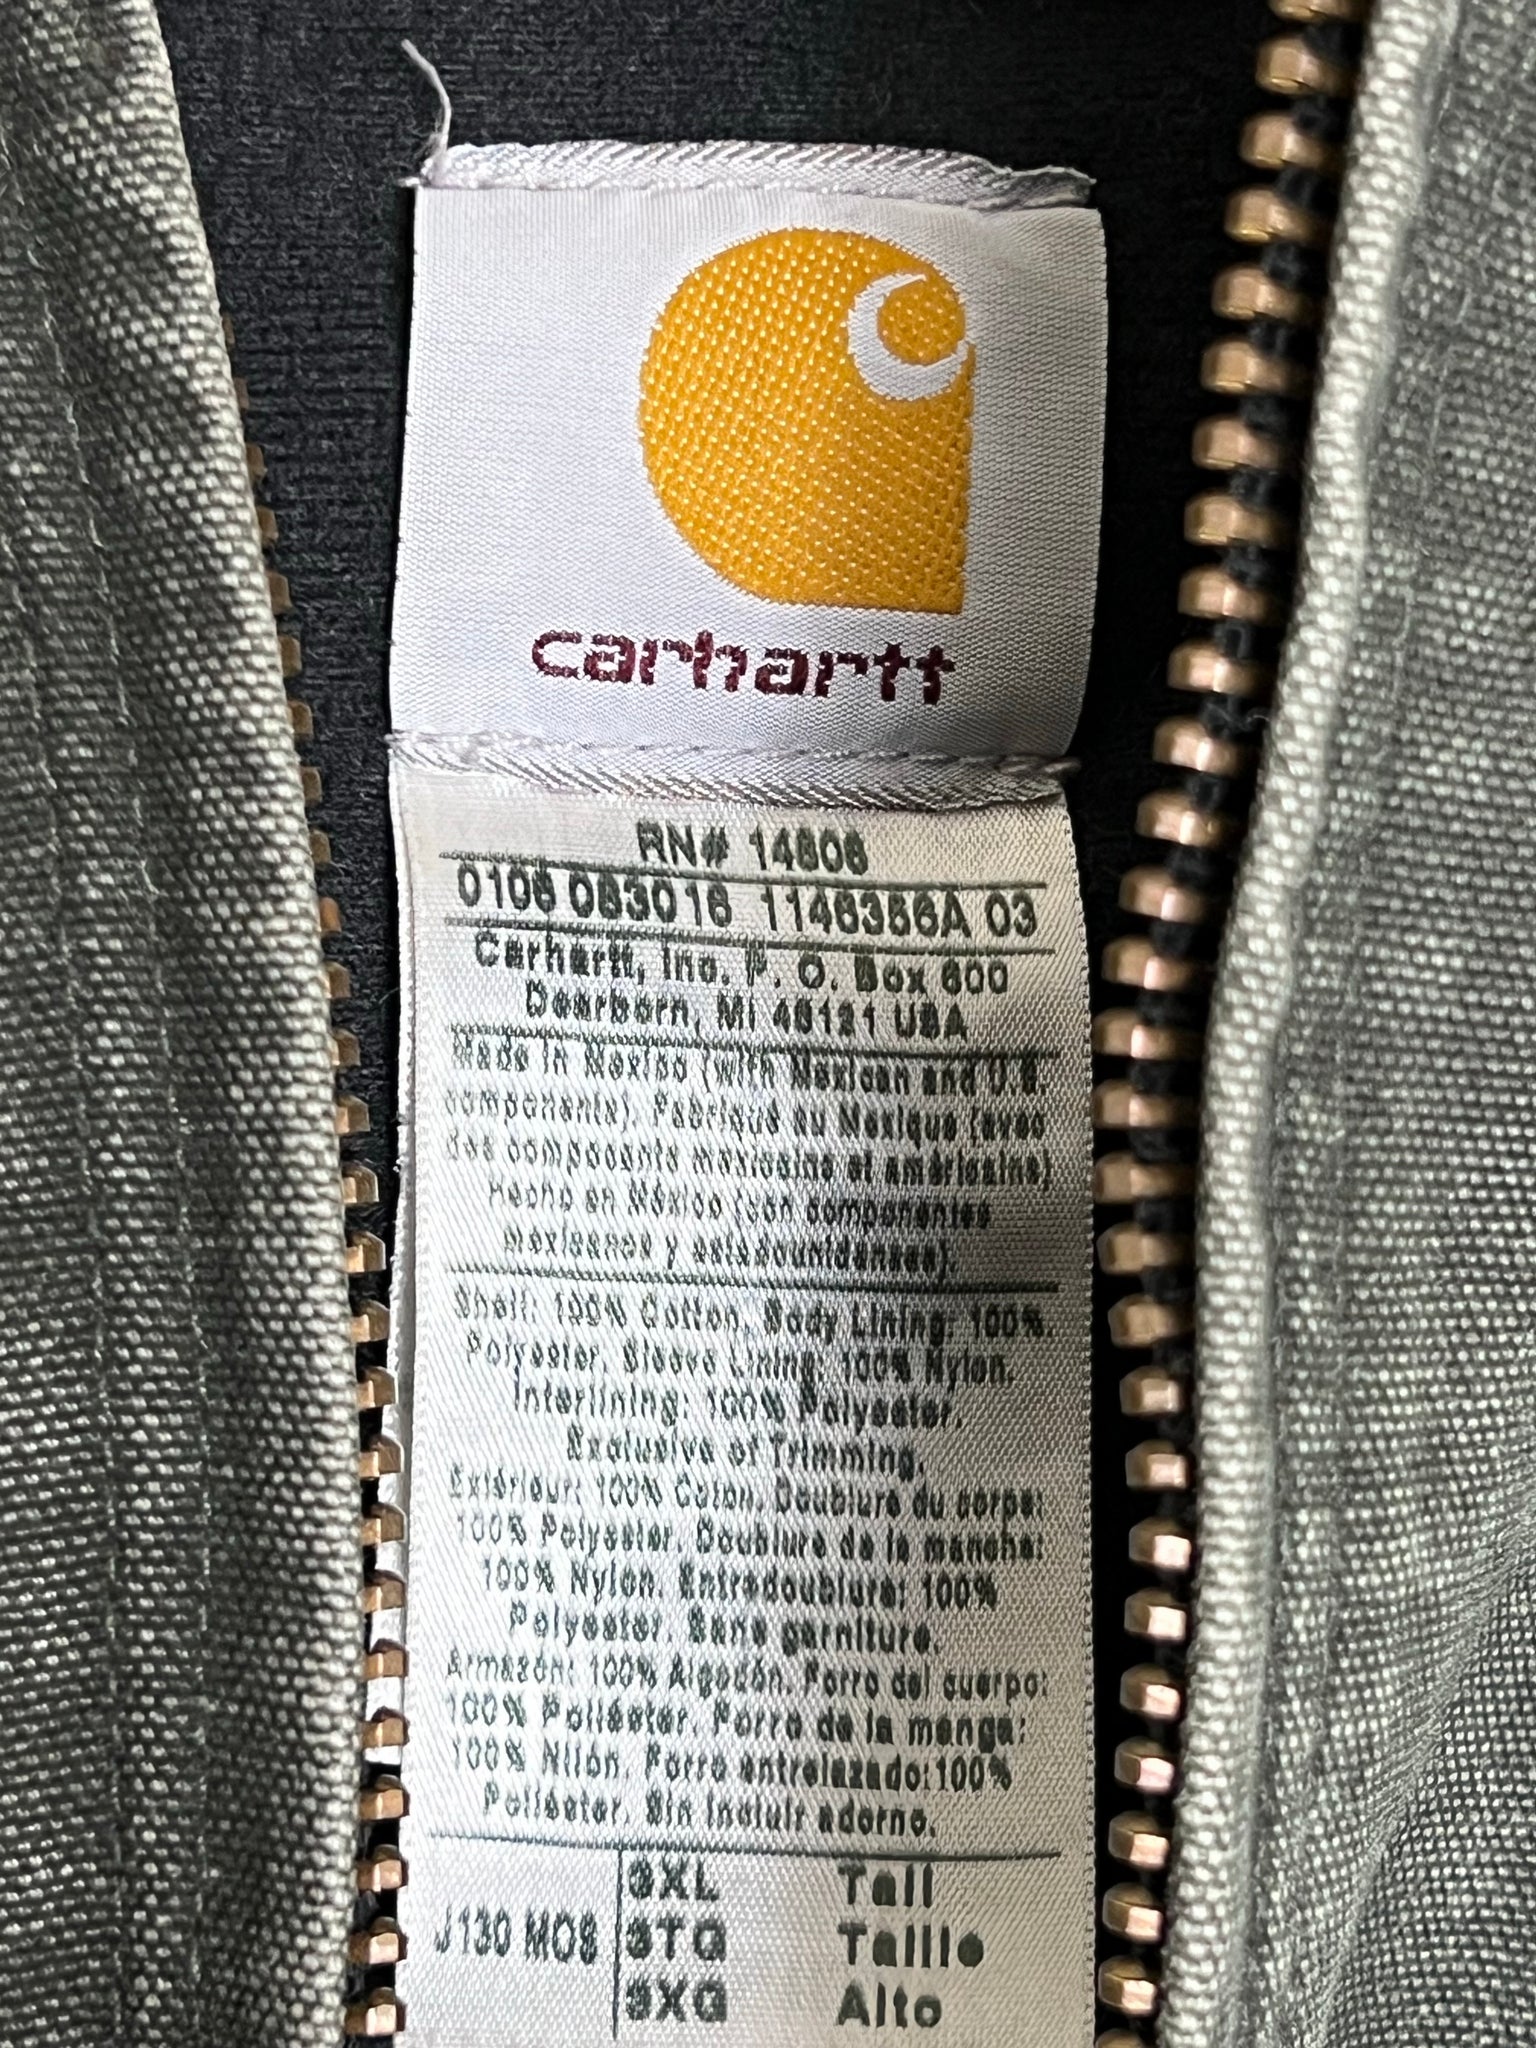 carhartt
RN# 14806
0106 083016 1146356A 03
Carhartt, Inc. P. O. Box 600
Dearborn, MI 48121 USA
Made in Mexico (with Mexican and U.S.
components). Fabriqué au Mexique (avec
des composants mexicains et américains)
Hecho en México (con componentes
mexicanos y estadounidenses).
Shell: 100% Cotton. Body Lining: 100%
Polyester. Sleeve Lining: 100% Nylon.
Interlining: 100% Polyester.
Exclusive of Trimming.
Extérieur: 100% Coton. Doublure du corps:
100% Polyester. Doublure de la manche:
100% Nylon. Entredoublure: 100%
Polyester. Sans garniture.
Armazón: 100% Algodón. Forro del cuerpo:
100% Poliéster. Forro de la manga:
100% Nilón. Forro entrelazado:100%
Poliéster. Sin incluir adorno.
3XL Tall
J130 MOS 3TG Taille
3XG Alto